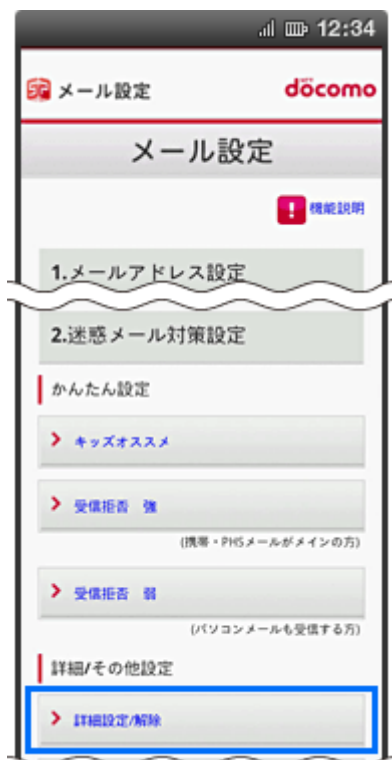 12:34
メール設定
döcomo
メール設定
! 機能説明
1.メールアドレス設定
2.迷惑メール対策設定
かんたん設定
キッズオススメ
受信拒否 強
(携帯・PHSメールがメインの方)
受信拒否 弱
(パソコンメールも受信する方)
詳細/その他設定
詳細設定/解除